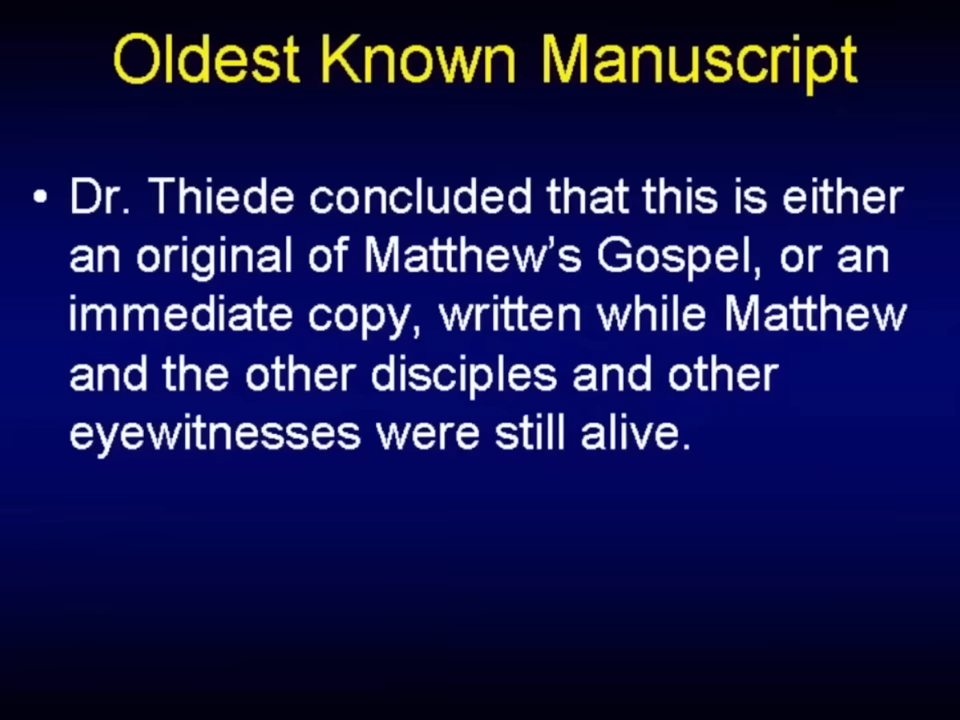 Oldest Known Manuscript
• Dr. Thiede concluded that this is either
an original of Matthew’s Gospel, or an
immediate copy, written while Matthew
and the other disciples and other
eyewitnesses were still alive.